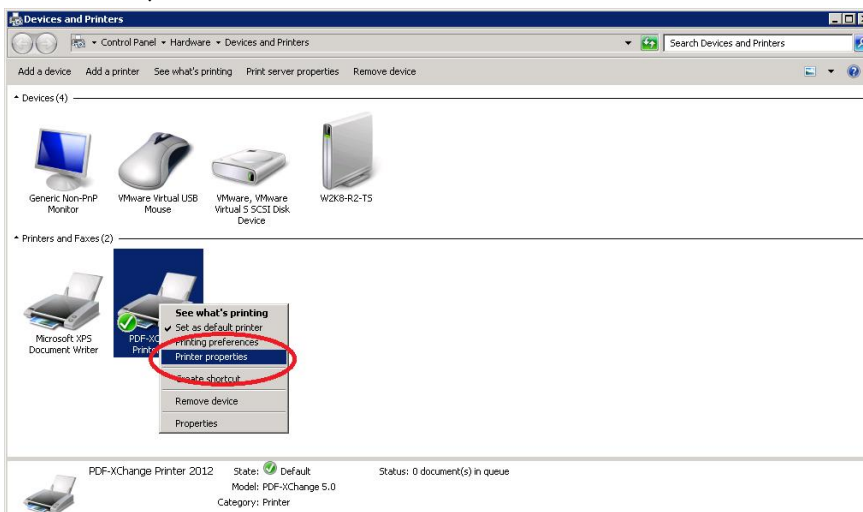 Devices and Printers
Control Panel Hardware Devices and Printers
Search Devices and Printers
Add a device Add a printer See what's printing Print server properties Remove device
Devices (4)
Generic Non-PnP Monitor
VMware Virtual USB Mouse
VMware, VMware Virtual S SCSI Disk Device
W2K8-R2-TS
Printers and Faxes (2)
Microsoft XPS Document Writer
PDF-XC
Print
See what's printing
Set as default printer
Printing preferences
Printer properties
Create shortcut
Remove device
Properties
PDF-XChange Printer 2012 State: Default Status: 0 document(s) in queue
Model: PDF-XChange 5.0
Category: Printer